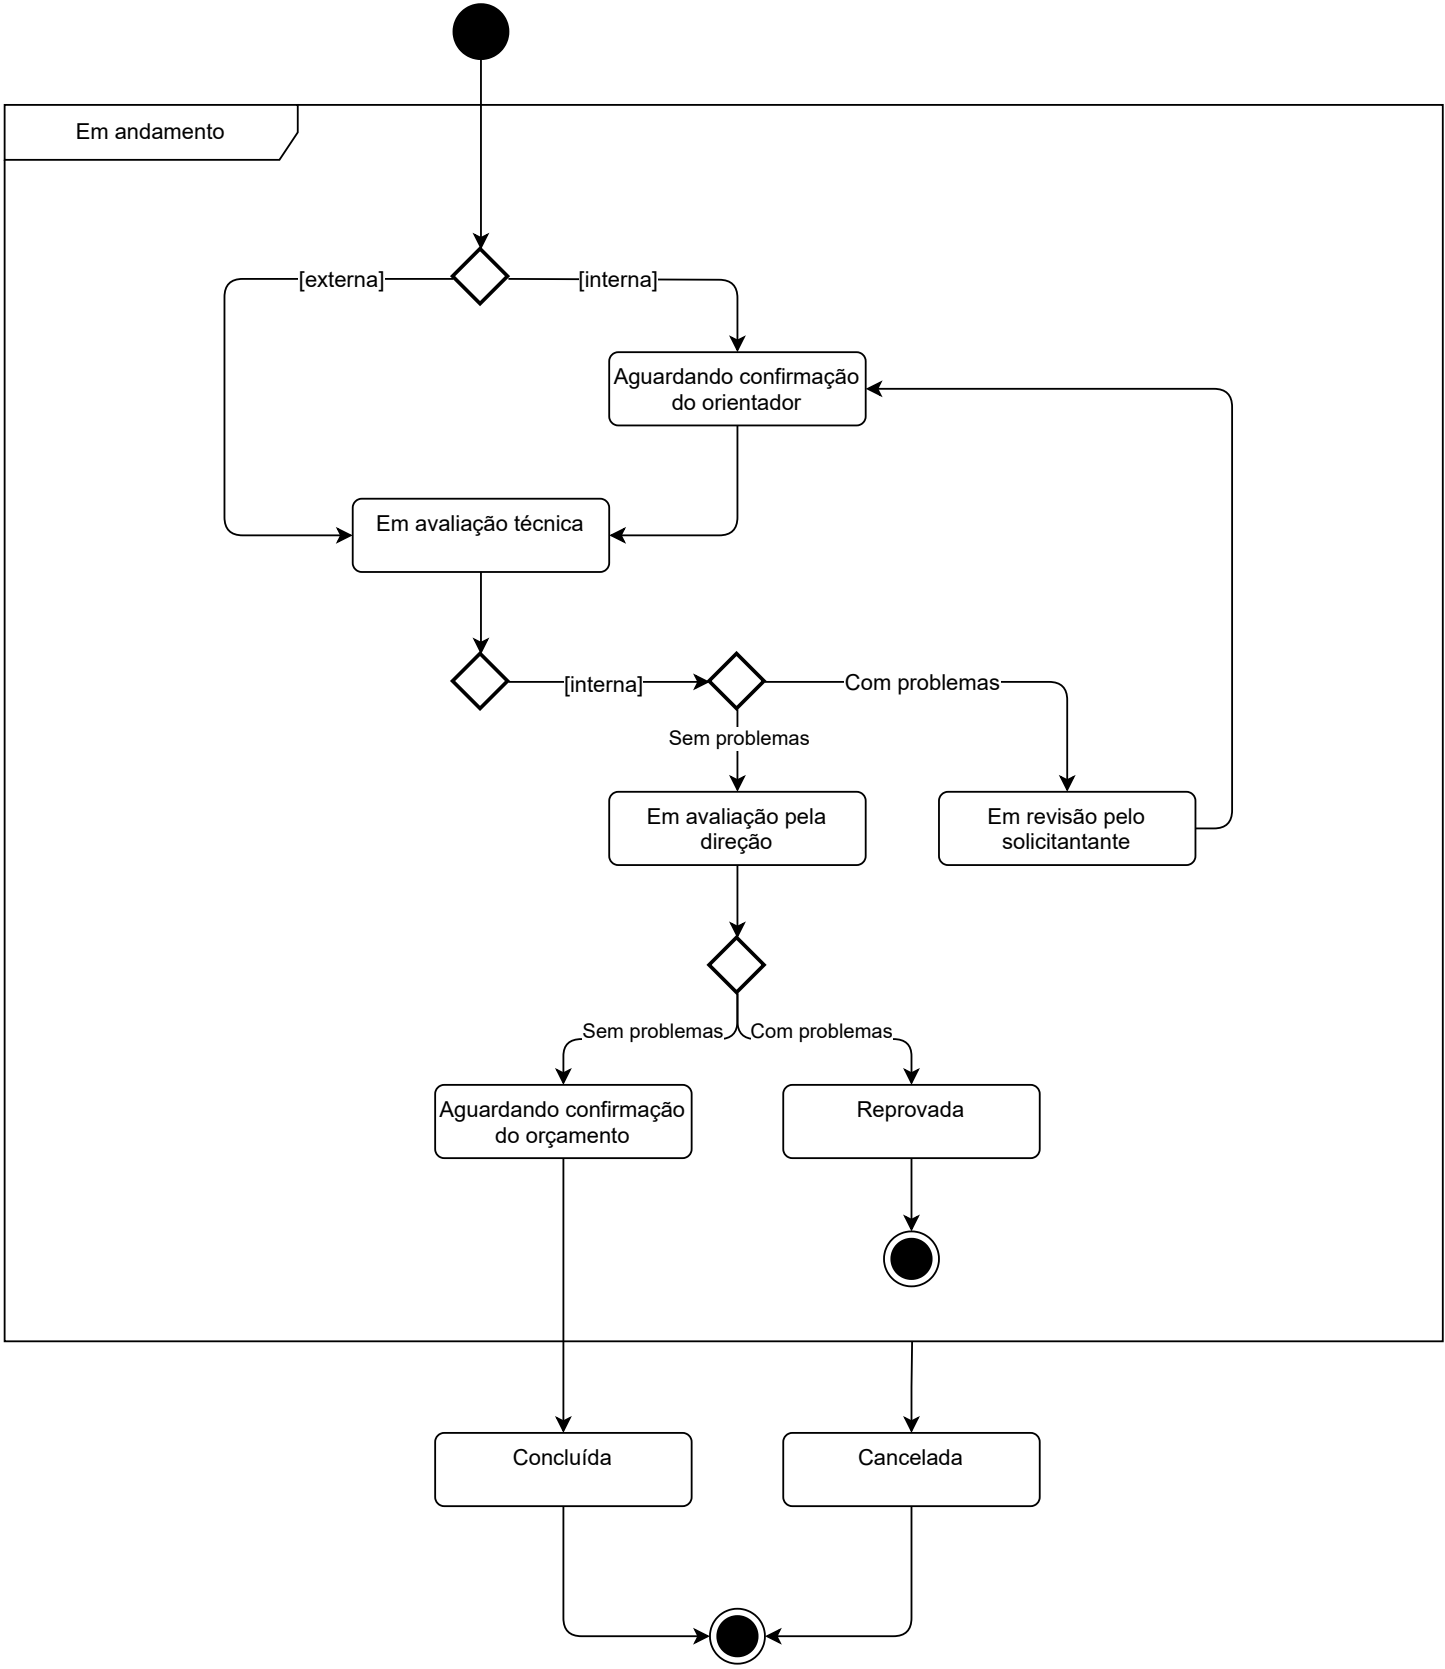 Em andamento
[externa]
[interna]
Aguardando confirmação
do orientador
Em avaliação técnica
[interna]
Com problemas
Sem problemas
Em avaliação pela
direção
Em revisão pelo
solicitantante
Sem problemas
Com problemas
Aguardando confirmação
do orçamento
Reprovada
Concluída
Cancelada